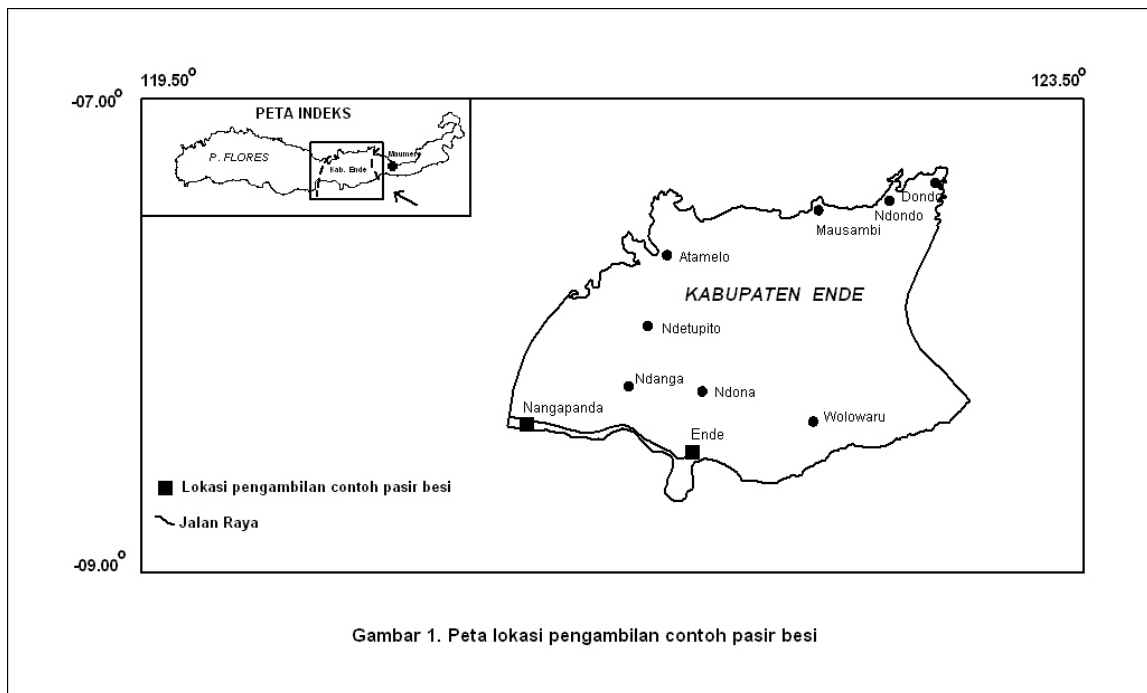 119.50°
123.50°
-07.00°
PETA INDEKS
P. FLORES
Kab. Ende
Maumere
Dondo
Ndondo
Mausambi
Atamelo
KABUPATEN ENDE
Ndetupito
Ndanga
Ndona
Nangapanda
Wolowaru
Ende
Lokasi pengambilan contoh pasir besi
Jalan Raya
-09.00°
Gambar 1. Peta lokasi pengambilan contoh pasir besi